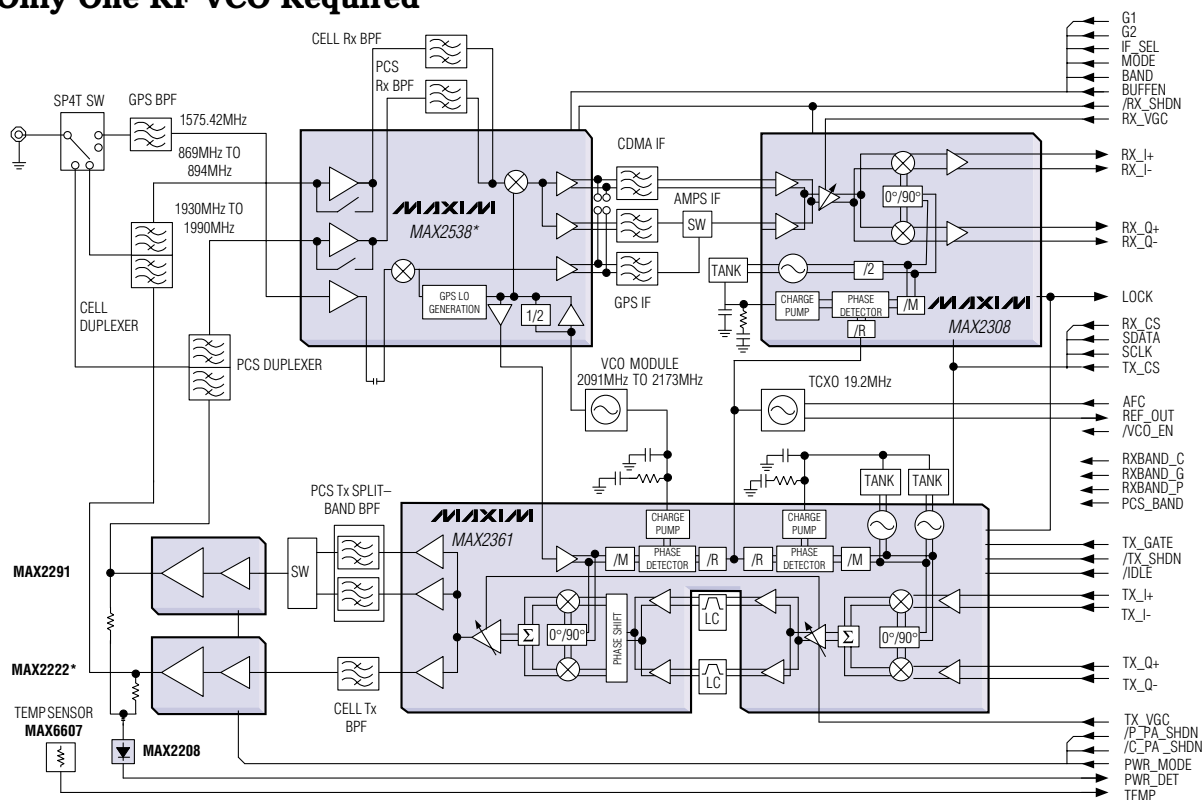 Only One RF VCO Required
CELL Rx BPF
PCS
Rx BPF
SP4T SW
GPS BPF
1575.42MHz
869MHz TO
894MHz
1930MHz TO
1990MHz
CELL
DUPLEXER
PCS DUPLEXER
MAXIM
MAX2538*
GPS LO
GENERATION
1/2
CDMA IF
AMPS IF
SW
GPS IF
VCO MODULE
2091MHz TO 2173MHz
TANK
CHARGE
PUMP
PHASE
DETECTOR
/R
/M
/2
0°/90°
MAXIM
MAX2308
TCXO 19.2MHz
G1
G2
IF_SEL
MODE
BAND
BUFFEN
/RX_SHDN
RX_VGC
RX_I+
RX_I-
RX_Q+
RX_Q-
LOCK
RX_CS
SDATA
SCLK
TX_CS
AFC
REF_OUT
/VCO_EN
RXBAND_C
RXBAND_G
RXBAND_P
PCS_BAND
TX_GATE
/TX_SHDN
/IDLE
TX_I+
TX_I-
TX_Q+
TX_Q-
TX_VGC
/P_PA_SHDN
/C_PA_SHDN
PWR_MODE
PWR_DET
TEMP
PCS Tx SPLIT–
BAND BPF
SW
CELL Tx
BPF
MAXIM
MAX2361
CHARGE
PUMP
/M
PHASE
DETECTOR
/R
/R
CHARGE
PUMP
PHASE
DETECTOR
/M
TANK
TANK
Σ
0°/90°
PHASE SHIFT
LC
LC
Σ
0°/90°
MAX2291
MAX2222*
TEMP SENSOR
MAX6607
MAX2208